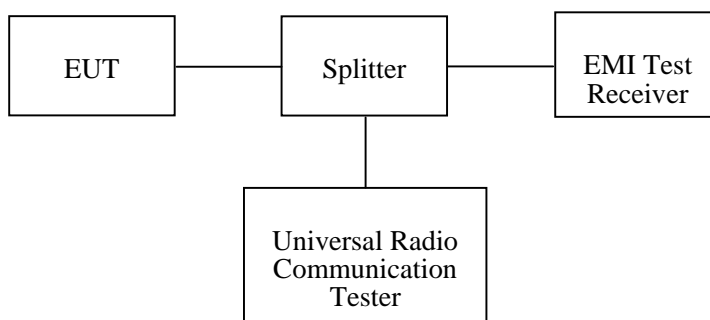 EUT
Splitter
EMI Test
Receiver
Universal Radio
Communication
Tester